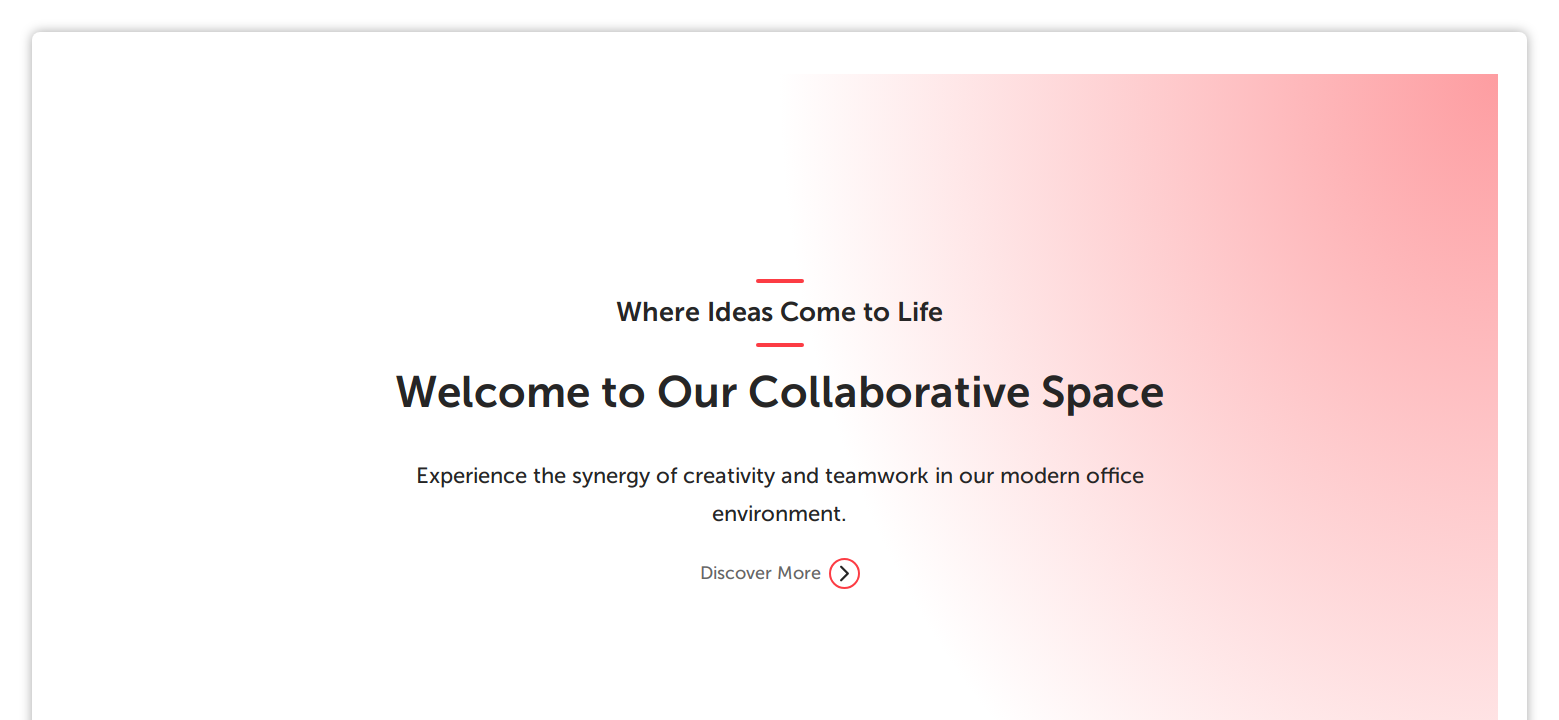 Where Ideas Come to Life
Welcome to Our Collaborative Space
Experience the synergy of creativity and teamwork in our modern office
environment.
Discover More